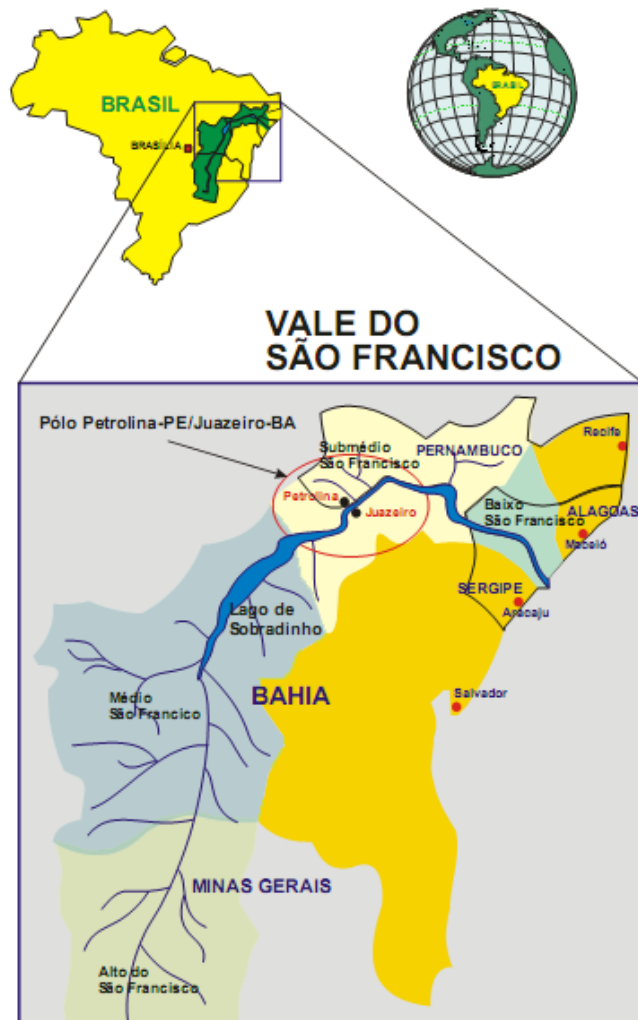 BRASIL
BRASÍLIA
BRASIL
VALE DO
SÃO FRANCISCO
Pólo Petrolina-PE/Juazeiro-BA
Submédio
São Francisco
PERNAMBUCO
Recife
Petrolina
Juazeiro
Baixo
São Francisco
ALAGOAS
Maceió
SERGIPE
Aracaju
Lago de
Sobradinho
BAHIA
Salvador
Médio
São Francico
MINAS GERAIS
Alto do
São Francisco